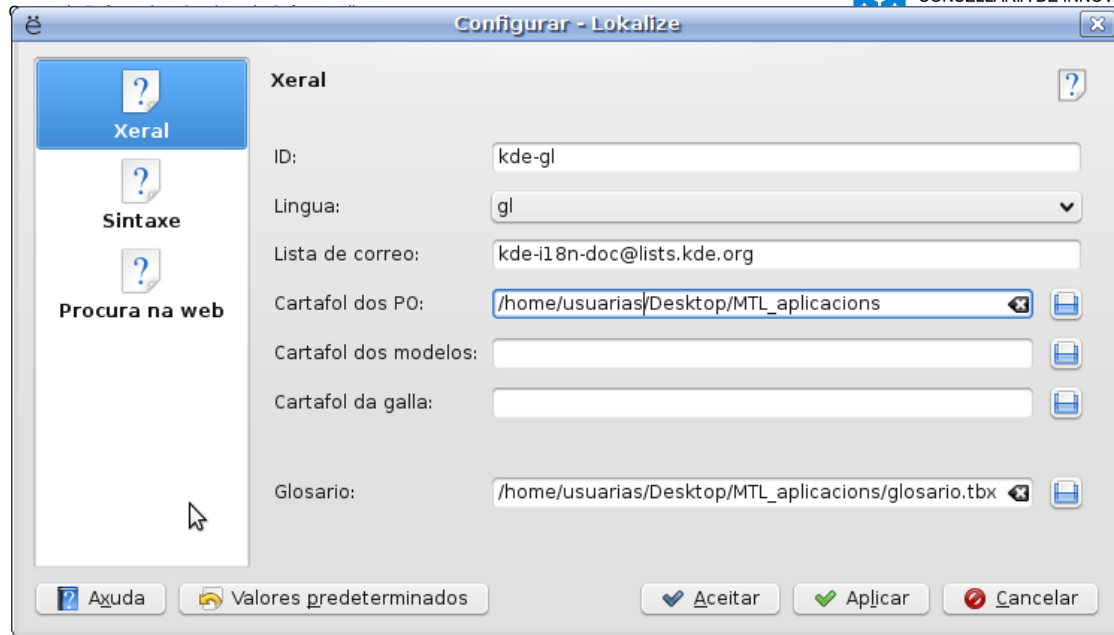 Configurar - Lokalize
Xeral
Xeral
Sintaxe
Procura na web
ID:
kde-gl
Lingua:
gl
Lista de correo:
kde-i18n-doc@lists.kde.org
Cartafol dos PO:
/home/usuarias/Desktop/MTL_aplicacions
Cartafol dos modelos:
Cartafol da galla:
Glosario:
/home/usuarias/Desktop/MTL_aplicacions/glosario.tbx
Axuda
Valores predeterminados
Aceitar
Aplicar
Cancelar